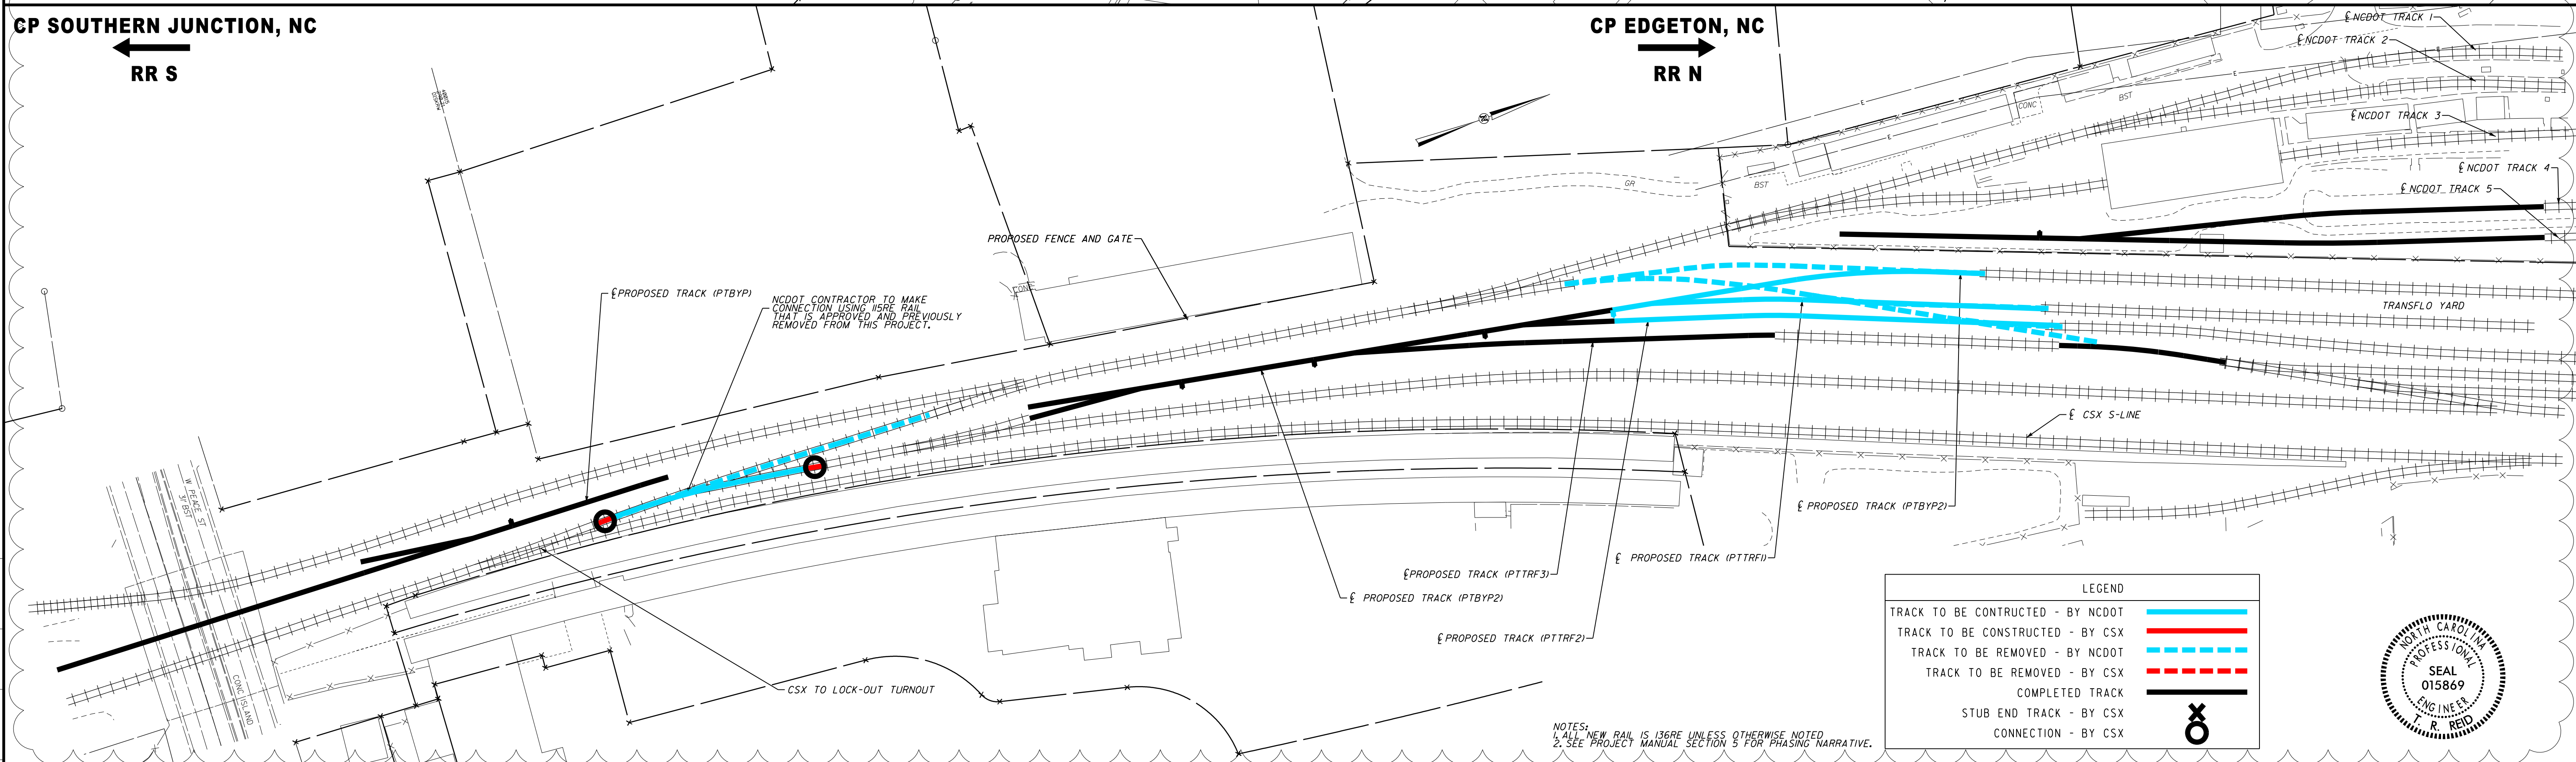 CP SOUTHERN JUNCTION, NC
RR S
CP EDGETON, NC
RR N
℄ NCDOT TRACK 1
℄ NCDOT TRACK 2
℄ NCDOT TRACK 3
℄ NCDOT TRACK 4
℄ NCDOT TRACK 5
E
E
E
E
CONC
BST
BST
GR
PROPOSED FENCE AND GATE
CONC
℄ PROPOSED TRACK (PTBYP)
NCDOT CONTRACTOR TO MAKE
CONNECTION USING 115RE RAIL
THAT IS APPROVED AND PREVIOUSLY
REMOVED FROM THIS PROJECT.
TRANSFLO YARD
℄ CSX S-LINE
W PEACE ST
31' BST
CONC ISLAND
℄ PROPOSED TRACK (PTBYP2)
℄ PROPOSED TRACK (PTTRF1)
℄ PROPOSED TRACK (PTTRF3)
℄ PROPOSED TRACK (PTBYP2)
℄ PROPOSED TRACK (PTTRF2)
CSX TO LOCK-OUT TURNOUT
NOTES:
1. ALL NEW RAIL IS 136RE UNLESS OTHERWISE NOTED
2. SEE PROJECT MANUAL SECTION 5 FOR PHASING NARRATIVE.
LEGEND
TRACK TO BE CONTRUCTED - BY NCDOT
TRACK TO BE CONSTRUCTED - BY CSX
TRACK TO BE REMOVED - BY NCDOT
TRACK TO BE REMOVED - BY CSX
COMPLETED TRACK
STUB END TRACK - BY CSX
CONNECTION - BY CSX
NORTH CAROLINA
PROFESSIONAL
SEAL
015869
ENGINEER
T. R. REID